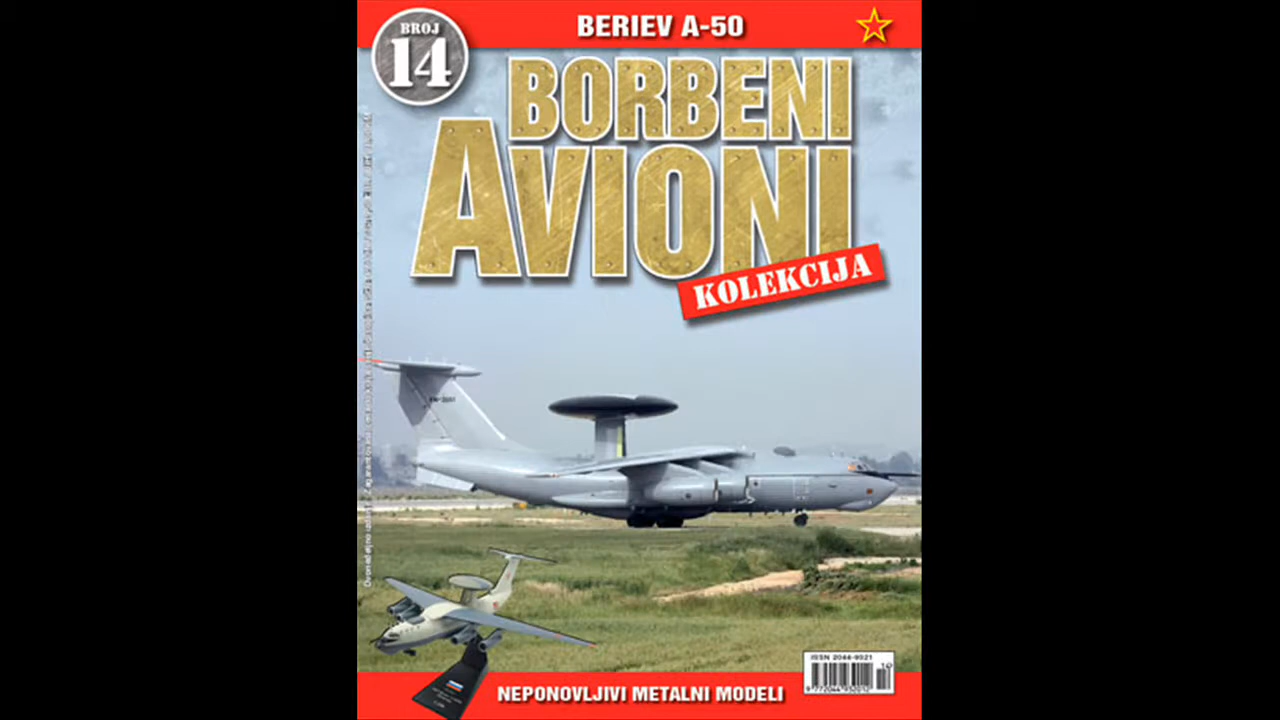 BROJ
14
BERIEV A-50
BORBENI
AVIONI
KOLEKCIJA
ISSN 2044-9021
NEPONOVLJIVI METALNI MODELI